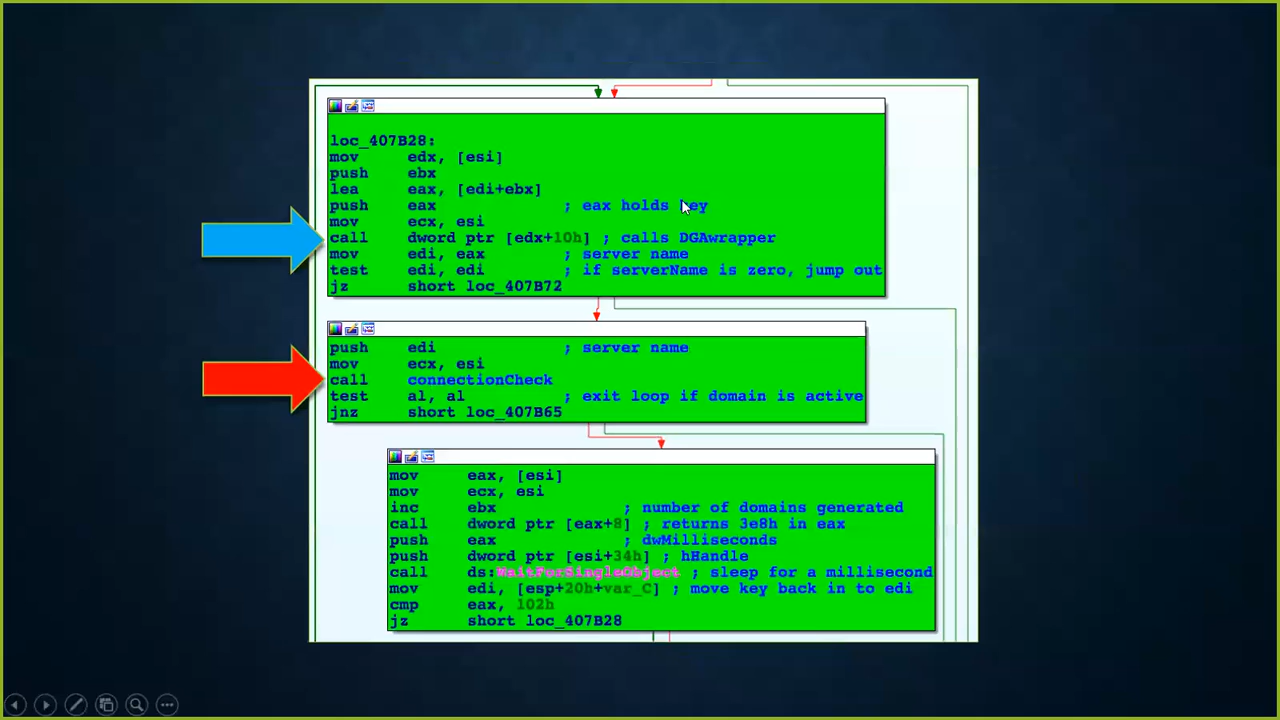 loc_407B28:
mov edx, [esi]
push ebx
lea eax, [edi+ebx]
push eax ; eax holds key
mov ecx, esi
call dword ptr [edx+10h] ; calls DGAwrapper
mov edi, eax ; server name
test edi, edi ; if serverName is zero, jump out
jz short loc_407B72
push edi ; server name
mov ecx, esi
call connectionCheck
test al, al ; exit loop if domain is active
jnz short loc_407B65
mov eax, [esi]
mov ecx, esi
inc ebx ; number of domains generated
call dword ptr [eax+8] ; returns 3e8h in eax
push eax ; dwMilliseconds
push dword ptr [esi+34h] ; hHandle
call ds:WaitForSingleObject ; sleep for a millisecond
mov edi, [esp+20h+var_C] ; move key back in to edi
cmp eax, 102h
jz short loc_407B28